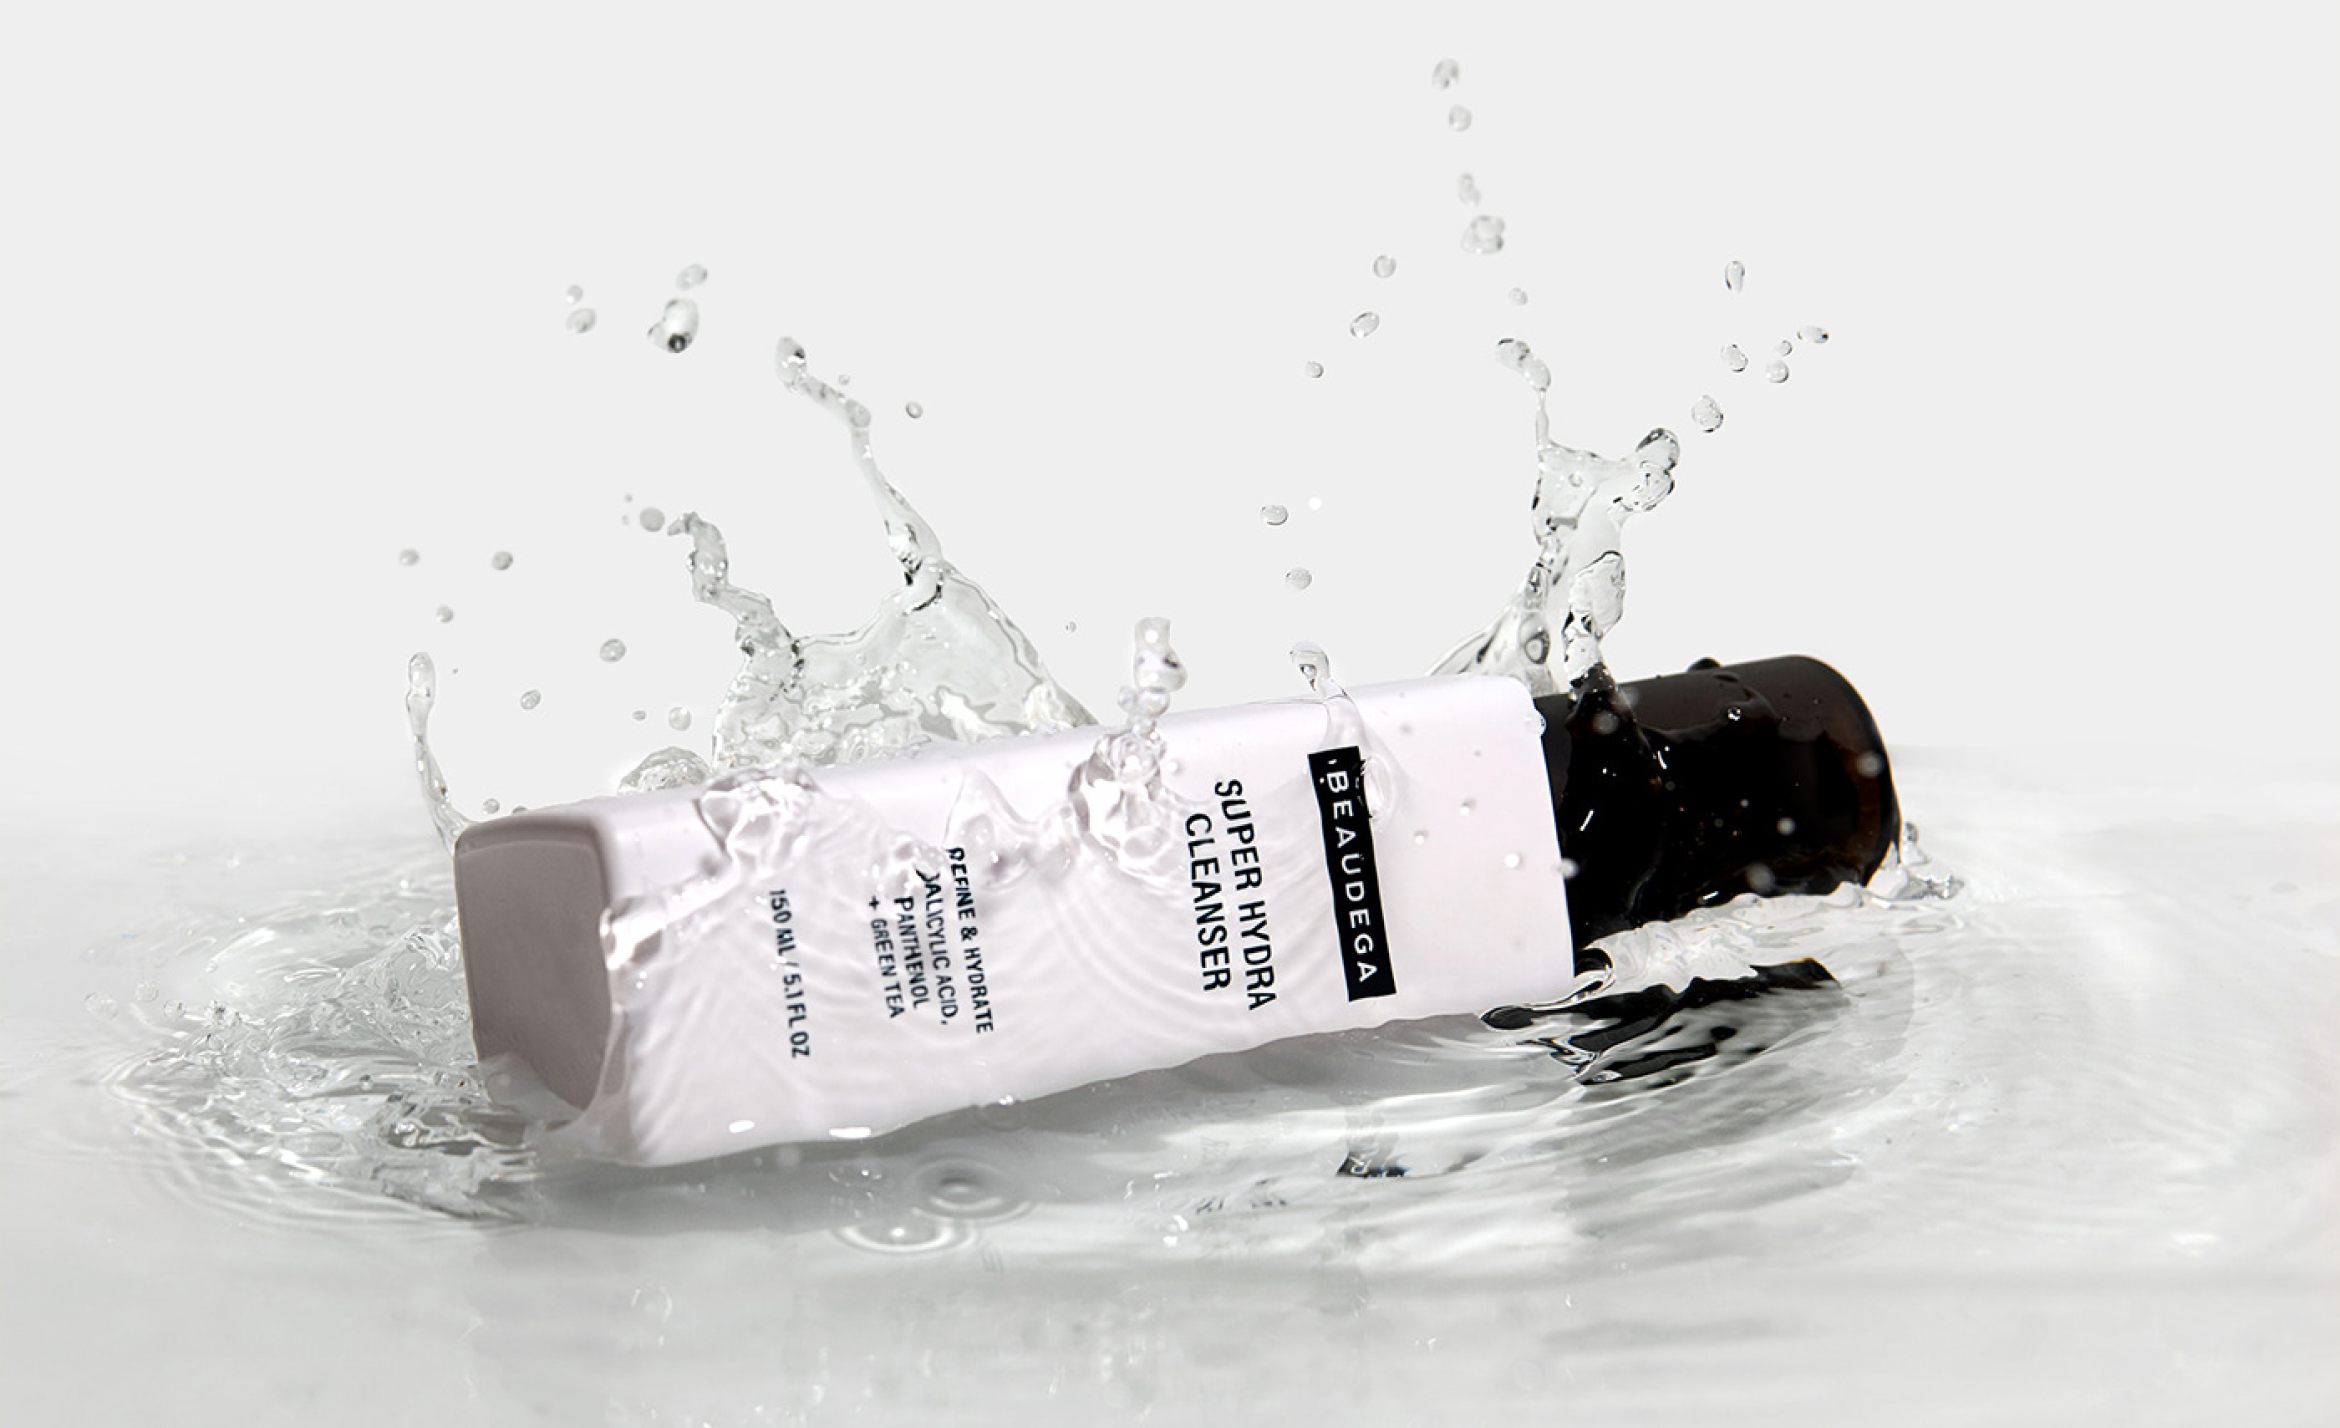 BEAUDEGA
SUPER HYDRA
CLEANSER
REFINE & HYDRATE
SALICYLIC ACID,
PANTHENOL
+ GREEN TEA
150 ML / 5.1 FL OZ